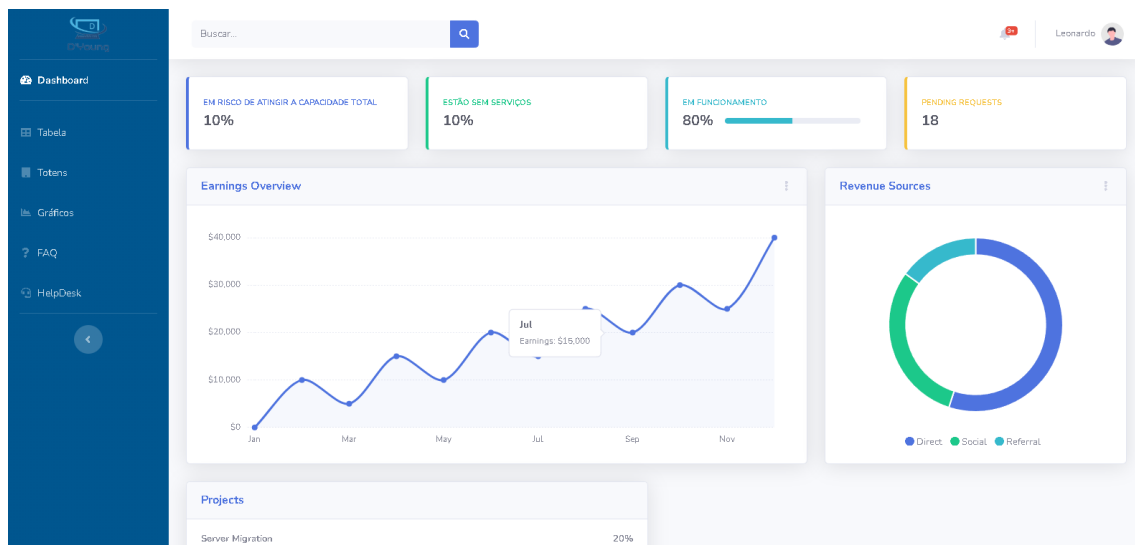 D
D'Young
Buscar...
3+
Leonardo
Dashboard
Tabela
Totens
Gráficos
FAQ
HelpDesk
EM RISCO DE ATINGIR A CAPACIDADE TOTAL
10%
ESTÃO SEM SERVIÇOS
10%
EM FUNCIONAMENTO
80%
PENDING REQUESTS
18
Earnings Overview
$40,000
$30,000
$20,000
$10,000
$0
Jul
Earnings: $15,000
Jan Mar May Jul Sep Nov
Revenue Sources
Direct Social Referral
Projects
Server Migration 20%